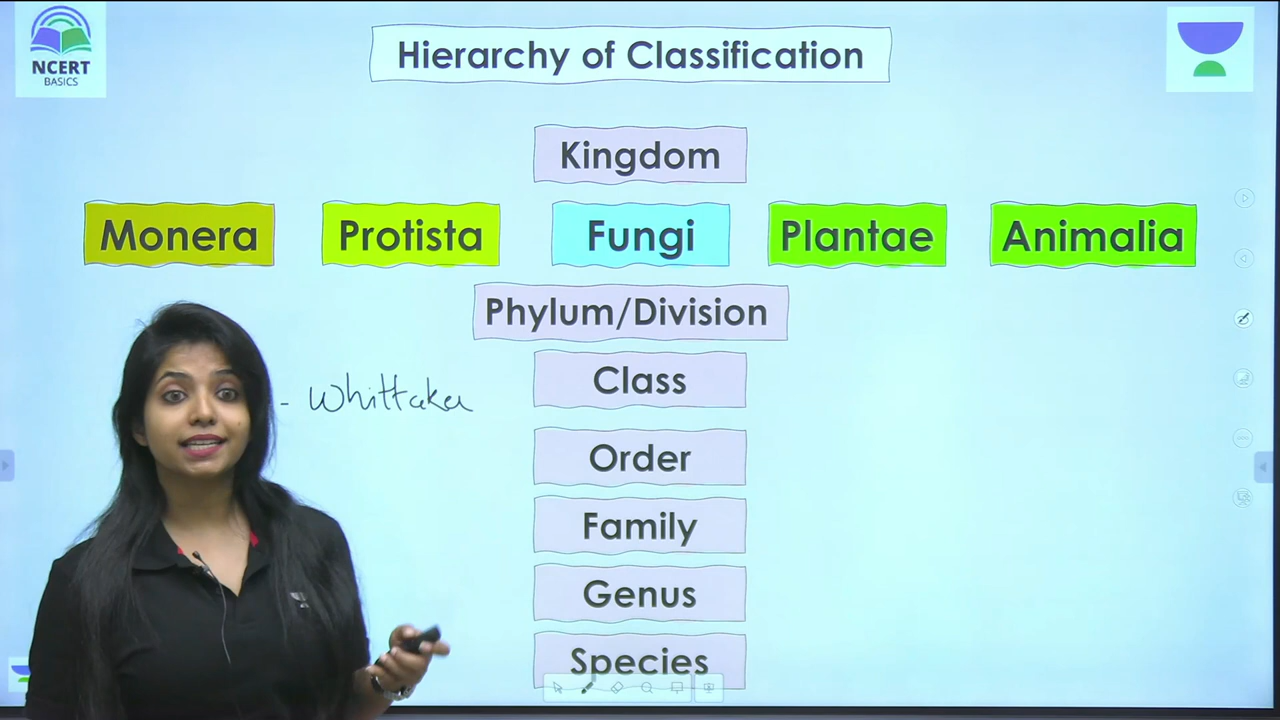 NCERT
BASICS
Hierarchy of Classification
Kingdom
Monera Protista Fungi Plantae Animalia
Phylum/Division
Class
- Whittaker
Order
Family
Genus
Species